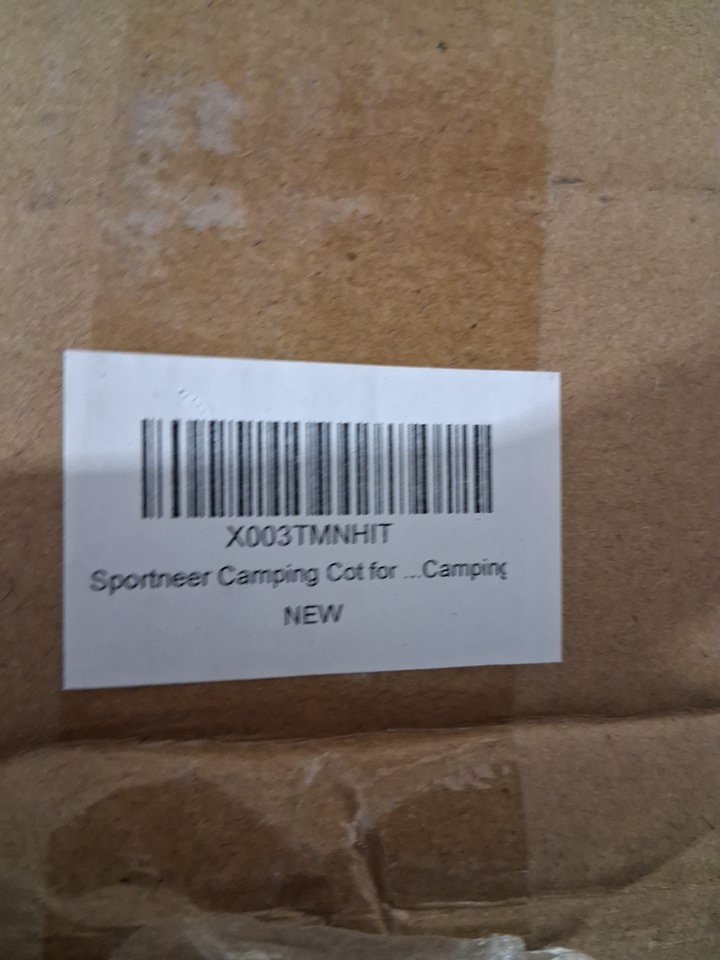 X003TMNHIT
Sportneer Camping Cot for ...Camping
NEW